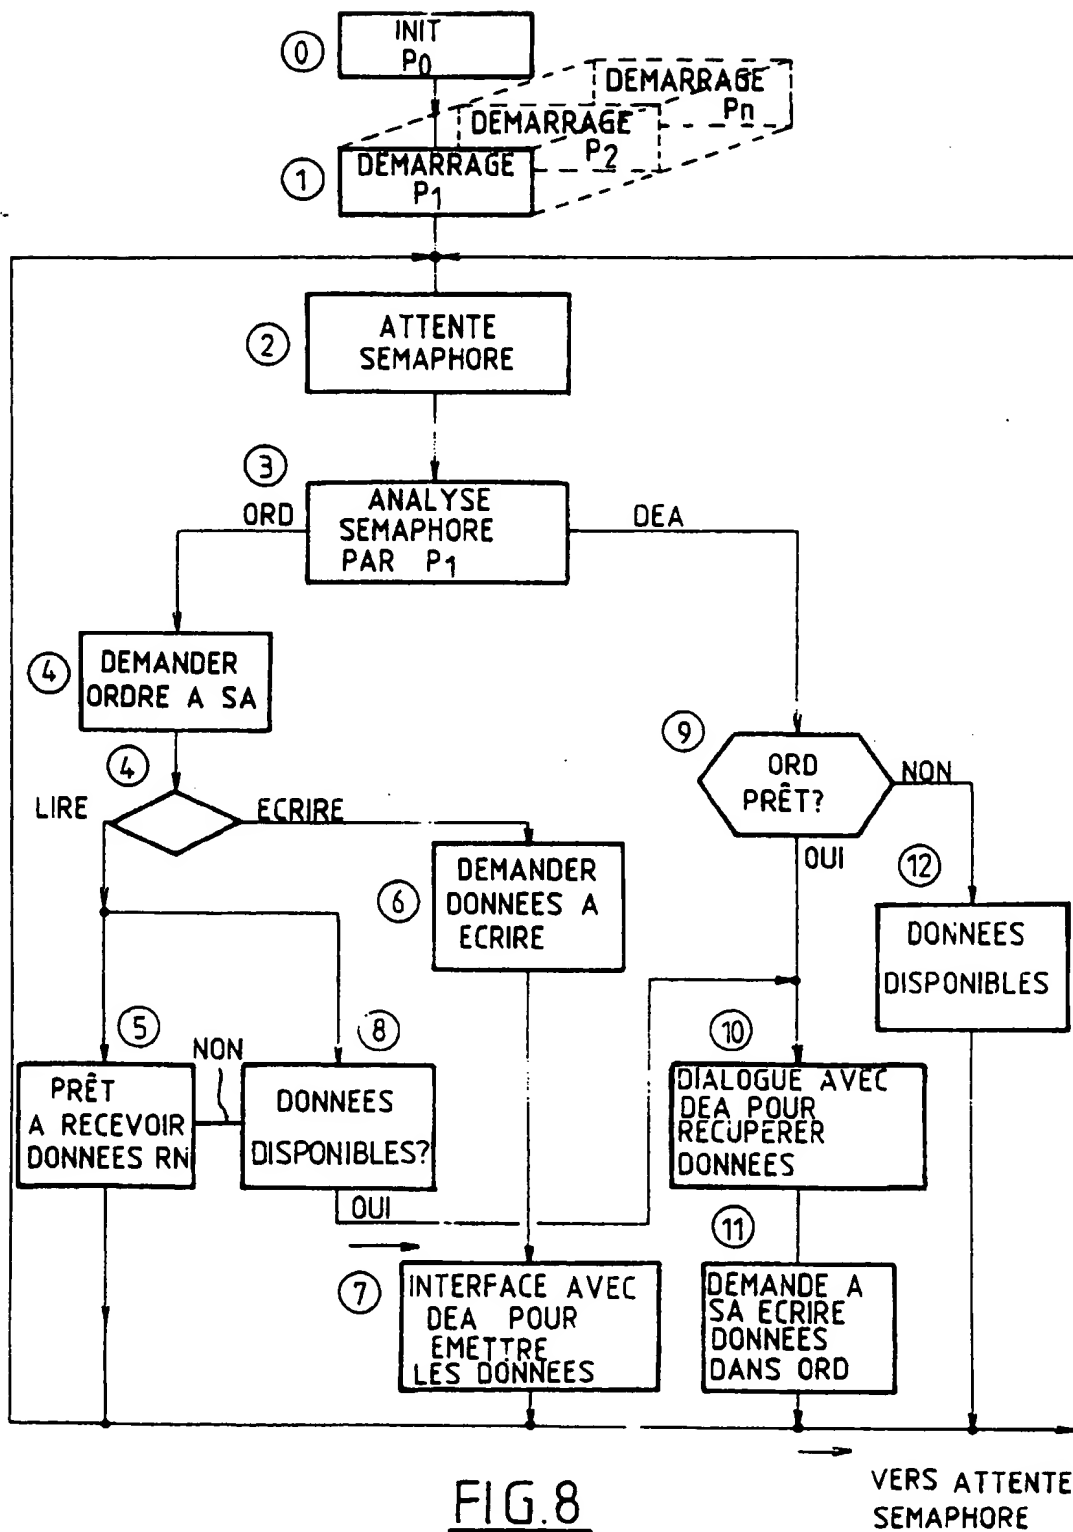 0
INIT
P0
DEMARRAGE
Pn
DEMARRAGE
P2
1
DEMARRAGE
P1
2
ATTENTE
SEMAPHORE
3
ANALYSE
SEMAPHORE
PAR P1
ORD
DEA
4
DEMANDER
ORDRE A SA
4
LIRE
ECRIRE
9
ORD
PRÊT?
NON
OUI
12
DONNEES
DISPONIBLES
6
DEMANDER
DONNEES A
ECRIRE
5
PRÊT
A RECEVOIR
DONNEES RN
NON
8
DONNEES
DISPONIBLES?
OUI
10
DIALOGUE AVEC
DEA POUR
RECUPERER
DONNEES
7
INTERFACE AVEC
DEA POUR
EMETTRE
LES DONNEES
11
DEMANDE A
SA ECRIRE
DONNEES
DANS ORD
VERS ATTENTE
SEMAPHORE
FIG.8